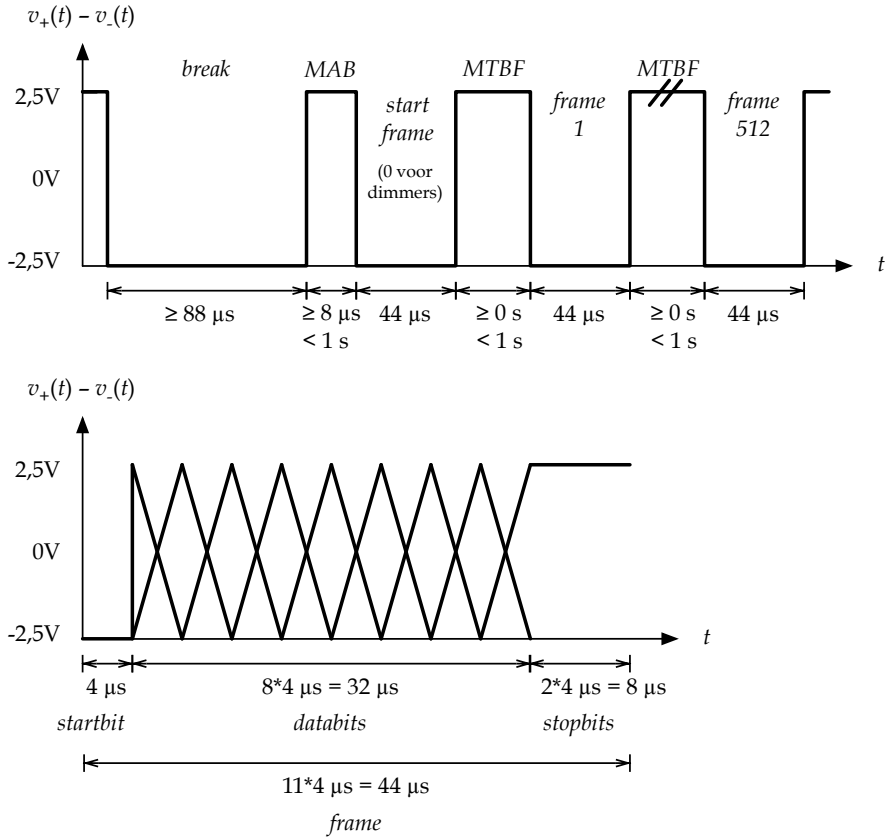 v₊(t) – v₋(t)
break MAB MTBF MTBF
2,5V
start frame frame
frame 1 512
(0 voor
dimmers)
0V
-2,5V
t
≥ 88 µs ≥ 8 µs 44 µs ≥ 0 s 44 µs ≥ 0 s 44 µs
< 1 s < 1 s < 1 s
v₊(t) – v₋(t)
2,5V
0V
-2,5V
t
4 µs 8*4 µs = 32 µs 2*4 µs = 8 µs
startbit databits stopbits
11*4 µs = 44 µs
frame